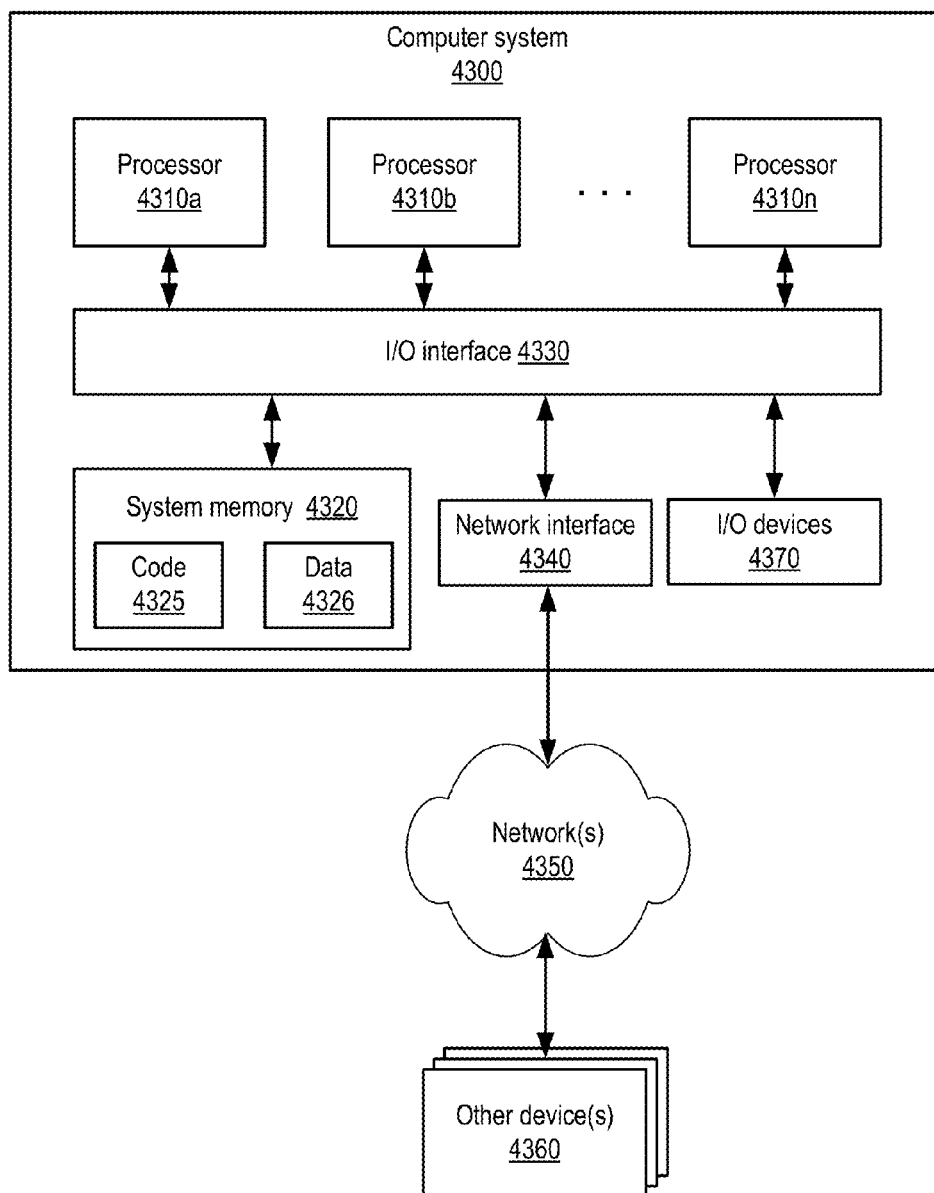 Computer system
4300
Processor
4310a
Processor
4310b
. . .
Processor
4310n
I/O interface 4330
System memory 4320
Code
4325
Data
4326
Network interface
4340
I/O devices
4370
Network(s)
4350
Other device(s)
4360